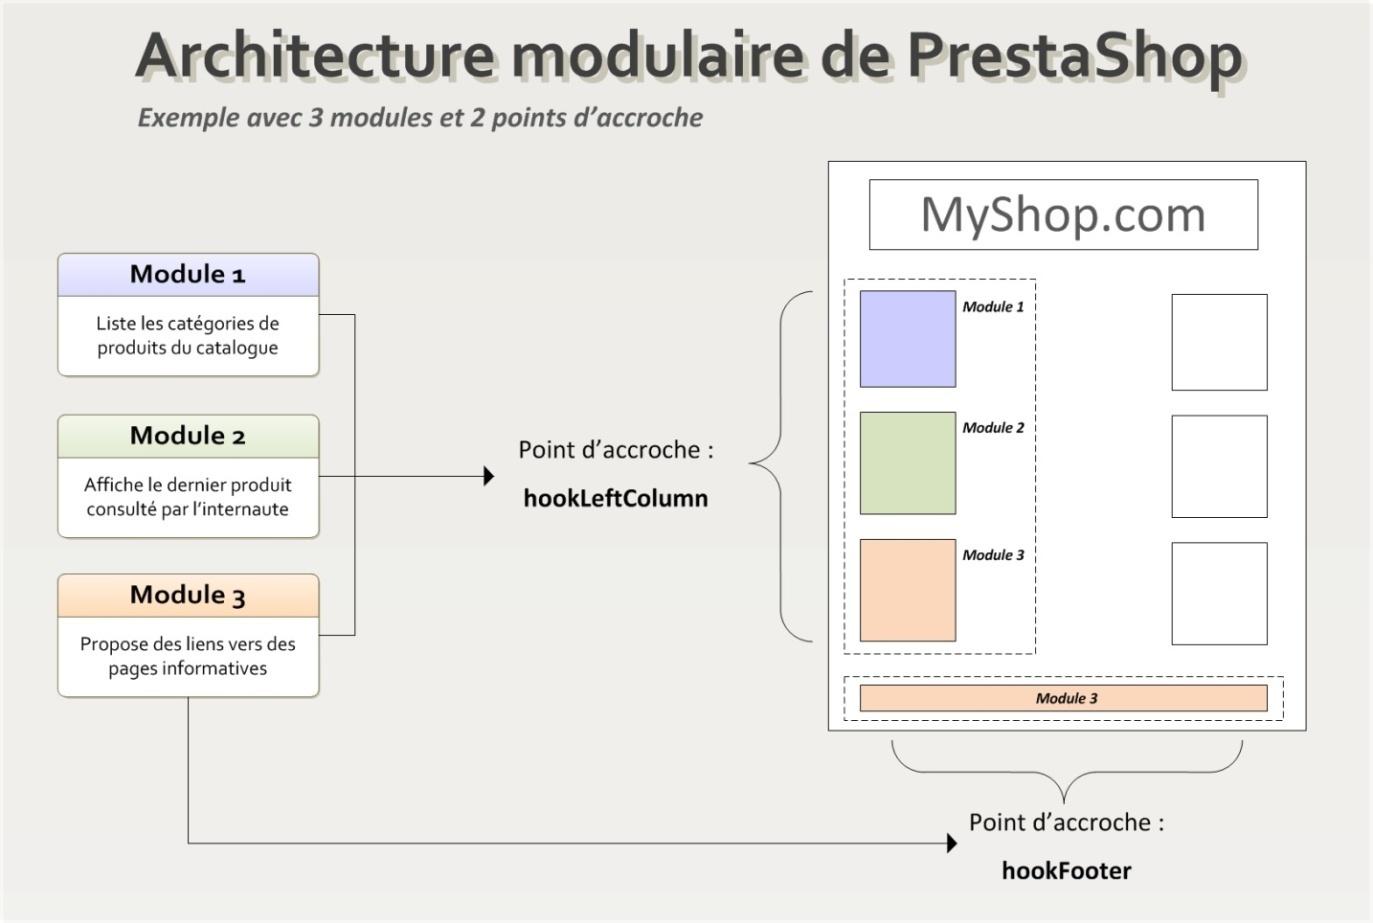 Architecture modulaire de PrestaShop
Exemple avec 3 modules et 2 points d’accroche
Module 1
Liste les catégories de
produits du catalogue
Module 2
Affiche le dernier produit
consulté par l’internaute
Module 3
Propose des liens vers des
pages informatives
Point d’accroche :
hookLeftColumn
MyShop.com
Module 1
Module 2
Module 3
Module 3
Point d’accroche :
hookFooter